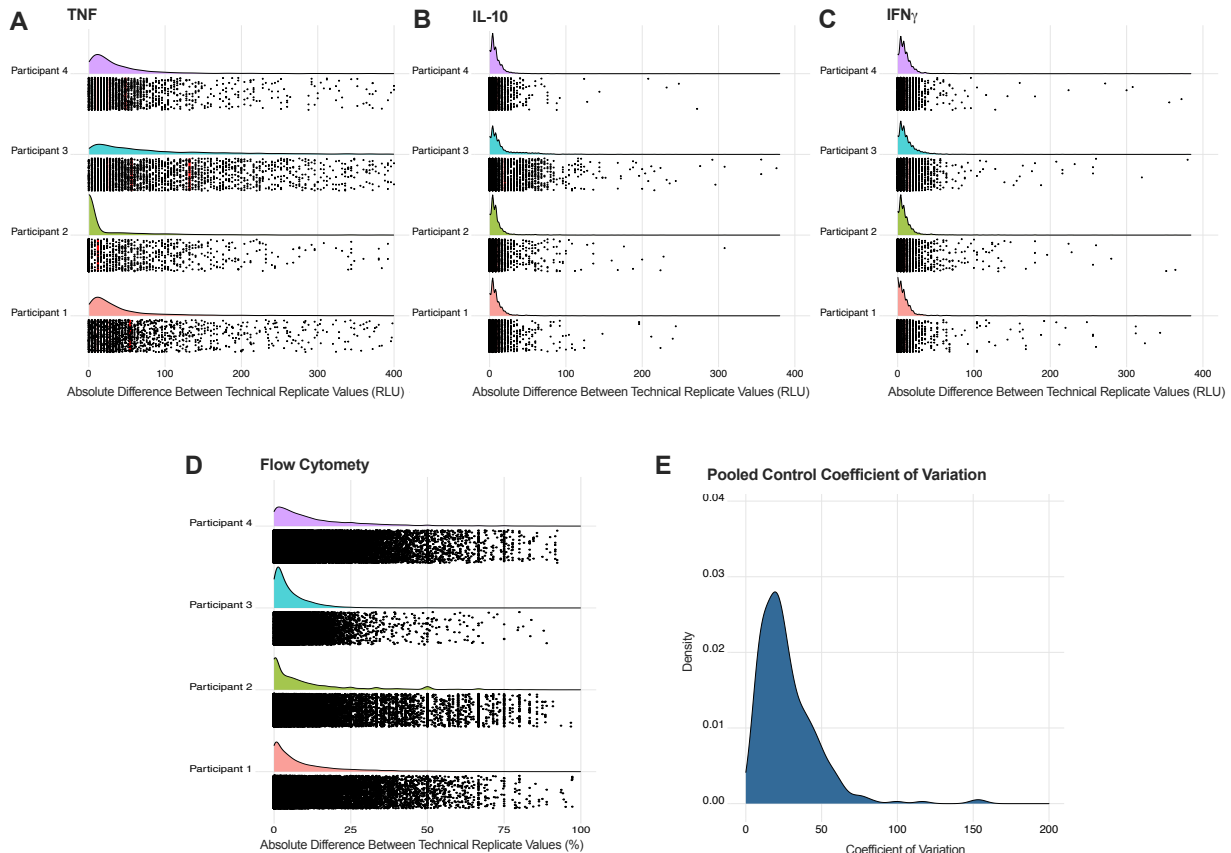 A
TNF
Participant 4
Participant 3
Participant 2
Participant 1
0
100
200
300
400
Absolute Difference Between Technical Replicate Values (RLU)
B
IL-10
Participant 4
Participant 3
Participant 2
Participant 1
0
100
200
300
400
Absolute Difference Between Technical Replicate Values (RLU)
C
IFNγ
Participant 4
Participant 3
Participant 2
Participant 1
0
100
200
300
400
Absolute Difference Between Technical Replicate Values (RLU)
D
Flow Cytomety
Participant 4
Participant 3
Participant 2
Participant 1
0
25
50
75
100
Absolute Difference Between Technical Replicate Values (%)
E
Pooled Control Coefficient of Variation
0.04
0.03
0.02
0.01
0.00
Density
0
50
100
150
200
Coefficient of Variation